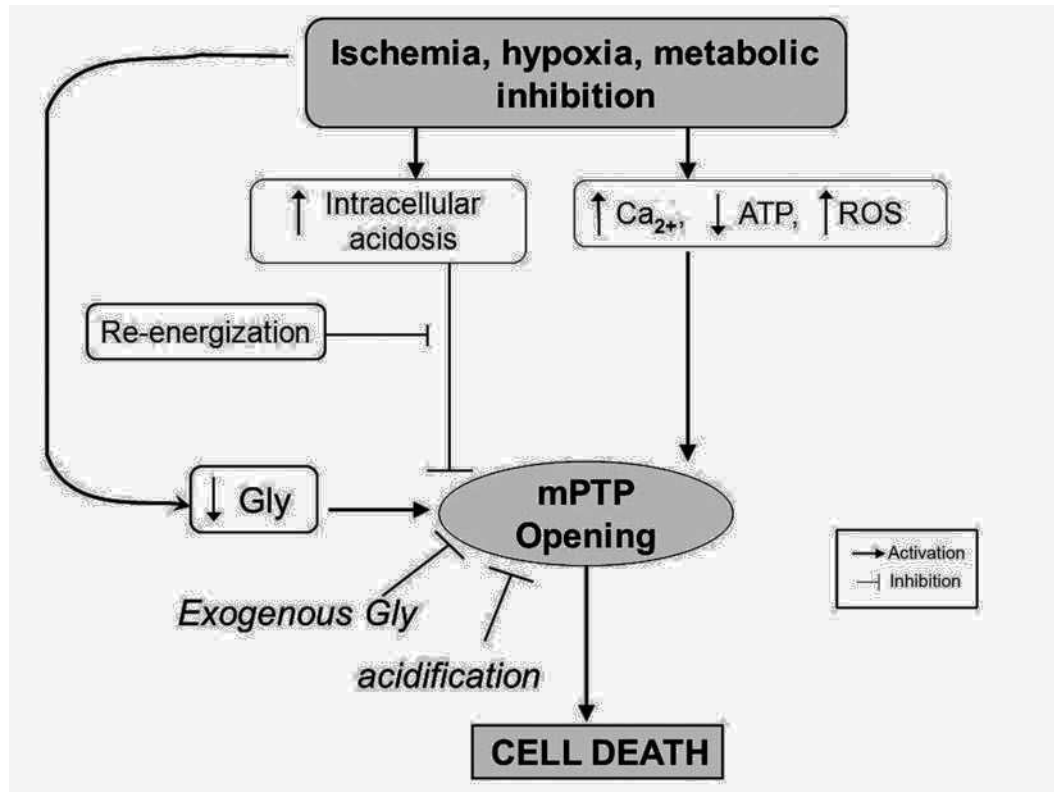 Ischemia, hypoxia, metabolic
inhibition
↑ Intracellular
acidosis
↑ Ca2+, ↓ ATP, ↑ ROS
Re-energization
↓ Gly
mPTP
Opening
Activation
Inhibition
Exogenous Gly
acidification
CELL DEATH